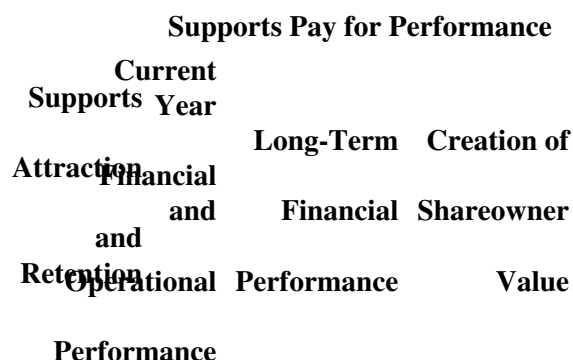 Supports Pay for Performance
Supports
Attraction
and
Retention
Current
Year
Financial
and
Operational
Performance
Long-Term
Financial
Performance
Creation of
Shareowner
Value